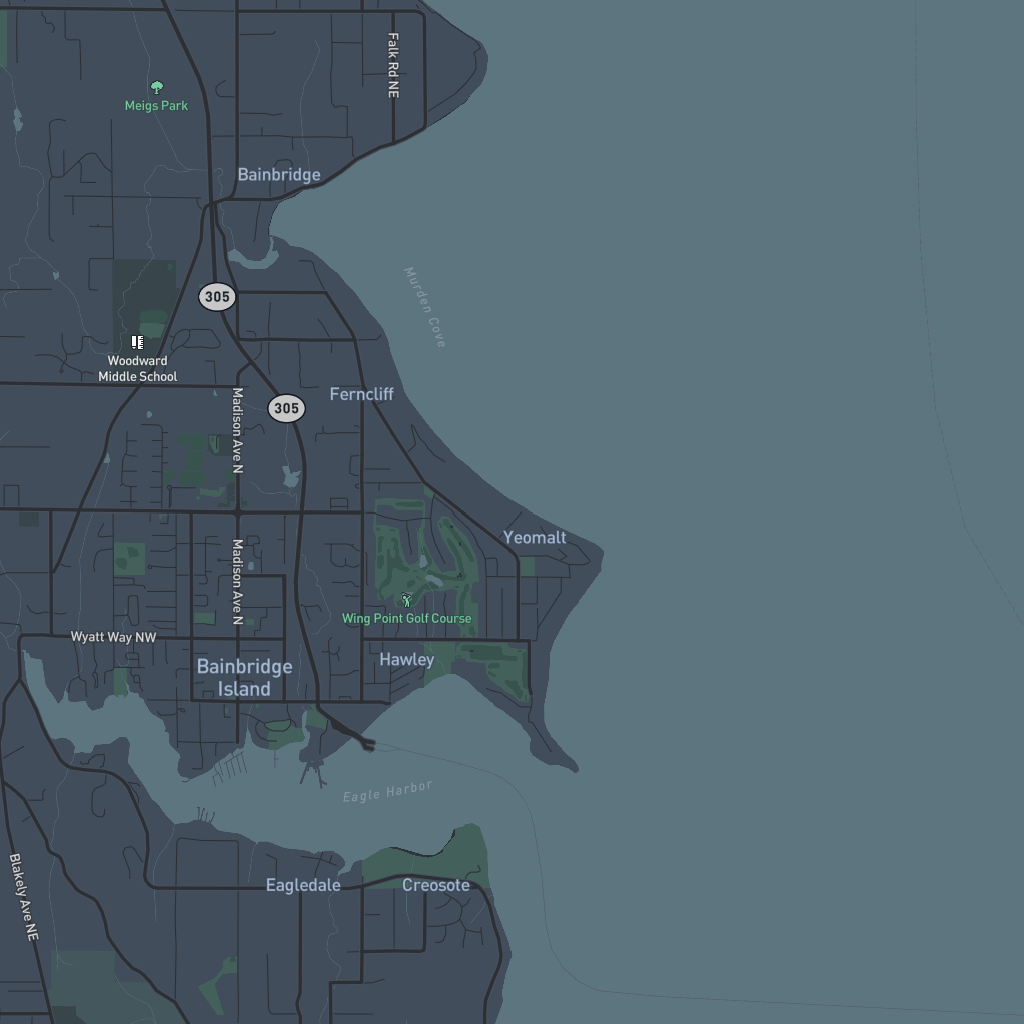 Falk Rd NE
Meigs Park
Bainbridge
Murden Cove
305
Woodward
Middle School
Ferncliff
305
Madison Ave N
Yeomalt
Madison Ave N
Wing Point Golf Course
Wyatt Way NW
Hawley
Bainbridge
Island
Eagle Harbor
Eagledale
Creosote
Blakely Ave NE